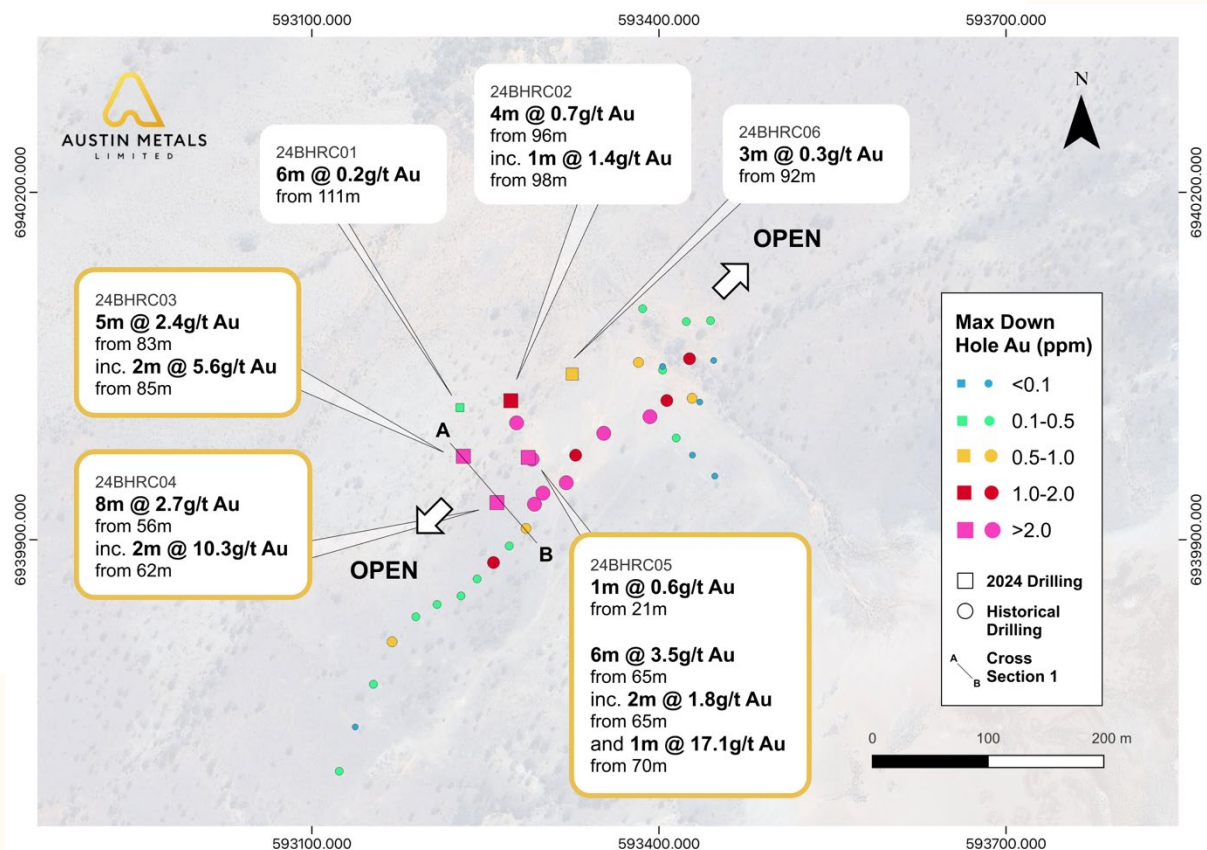 593100.000
593400.000
593700.000
6940200.000
6939900.000
AUSTIN METALS
LIMITED
24BHRC01
6m @ 0.2g/t Au
from 111m
24BHRC02
4m @ 0.7g/t Au
from 96m
inc. 1m @ 1.4g/t Au
from 98m
24BHRC06
3m @ 0.3g/t Au
from 92m
N
6940200.000
OPEN
24BHRC03
5m @ 2.4g/t Au
from 83m
inc. 2m @ 5.6g/t Au
from 85m
A
24BHRC04
8m @ 2.7g/t Au
from 56m
inc. 2m @ 10.3g/t Au
from 62m
OPEN
B
24BHRC05
1m @ 0.6g/t Au
from 21m
6m @ 3.5g/t Au
from 65m
inc. 2m @ 1.8g/t Au
from 65m
and 1m @ 17.1g/t Au
from 70m
Max Down
Hole Au (ppm)
<0.1
0.1-0.5
0.5-1.0
1.0-2.0
>2.0
2024 Drilling
Historical
Drilling
A
B
Cross
Section 1
0
100
200 m
6939900.000
593100.000
593400.000
593700.000